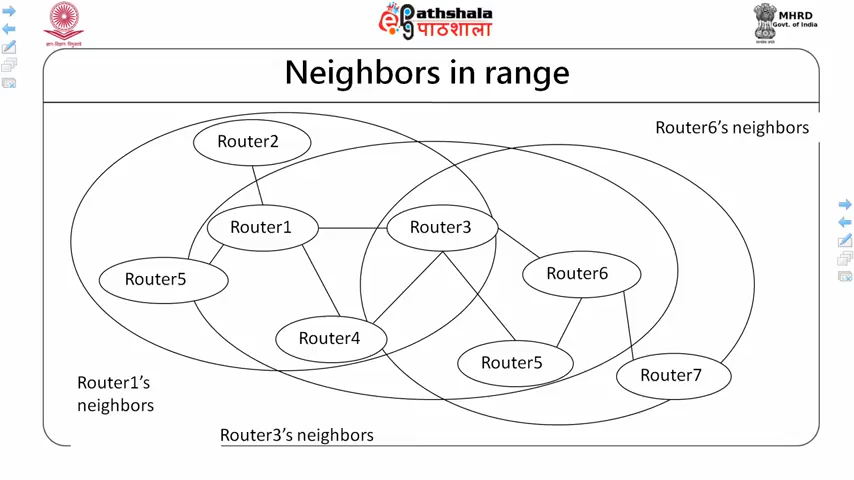 ePathshala
पाठशाला
MHRD
Govt. of India
Neighbors in range
Router6's neighbors
Router2
Router1
Router3
Router5
Router6
Router4
Router5
Router7
Router1's
neighbors
Router3's neighbors